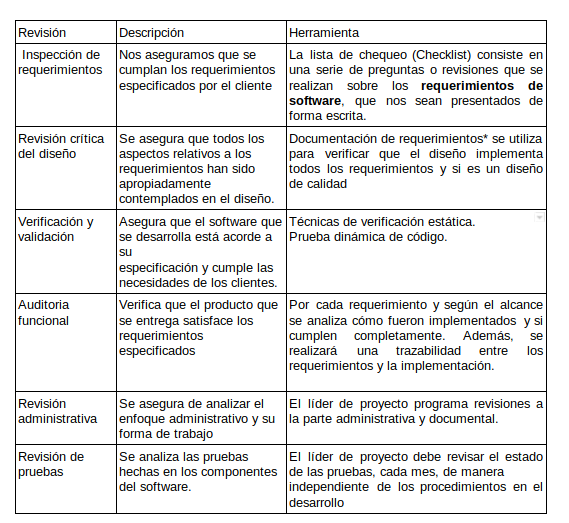 Revisión
Descripción
Herramienta
Inspección de
requerimientos
Nos aseguramos que se
cumplan los requerimientos
especificados por el cliente
La lista de chequeo (Checklist) consiste en
una serie de preguntas o revisiones que se
realizan sobre los requerimientos de
software, que nos sean presentados de
forma escrita.
Revisión crítica
del diseño
Se asegura que todos los
aspectos relativos a los
requerimientos han sido
apropiadamente
contemplados en el diseño.
Documentación de requerimientos* se utiliza
para verificar que el diseño implementa
todos los requerimientos y si es un diseño
de calidad
Verificación y
validación
Asegura que el software que
se desarrolla está acorde a
su
especificación y cumple las
necesidades de los clientes.
Técnicas de verificación estática.
Prueba dinámica de código.
Auditoria
funcional
Verifica que el producto que
se entrega satisface los
requerimientos
especificados
Por cada requerimiento y según el alcance
se analiza cómo fueron implementados y si
cumplen completamente. Además, se
realizará una trazabilidad entre los
requerimientos y la implementación.
Revisión
administrativa
Se asegura de analizar el
enfoque administrativo y su
forma de trabajo
El líder de proyecto programa revisiones a
la parte administrativa y documental.
Revisión de
pruebas
Se analiza las pruebas
hechas en los componentes
del software.
El líder de proyecto debe revisar el estado
de las pruebas, cada mes, de manera
independiente de los procedimientos en el
desarrollo